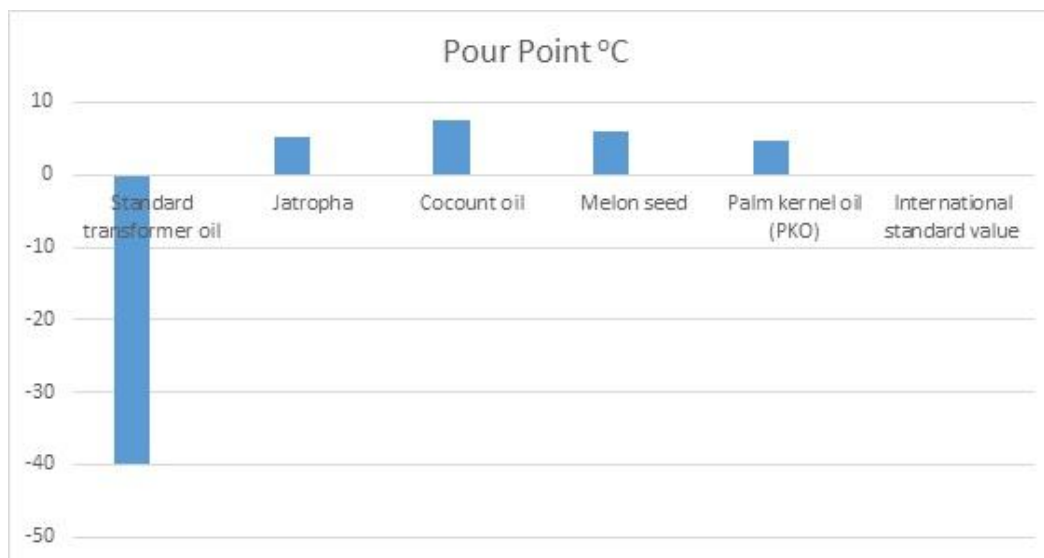 Pour Point ºC
10
0
Standard transformer oil
Jatropha
Cocount oil
Melon seed
Palm kernel oil (PKO)
International standard value
-10
-20
-30
-40
-50